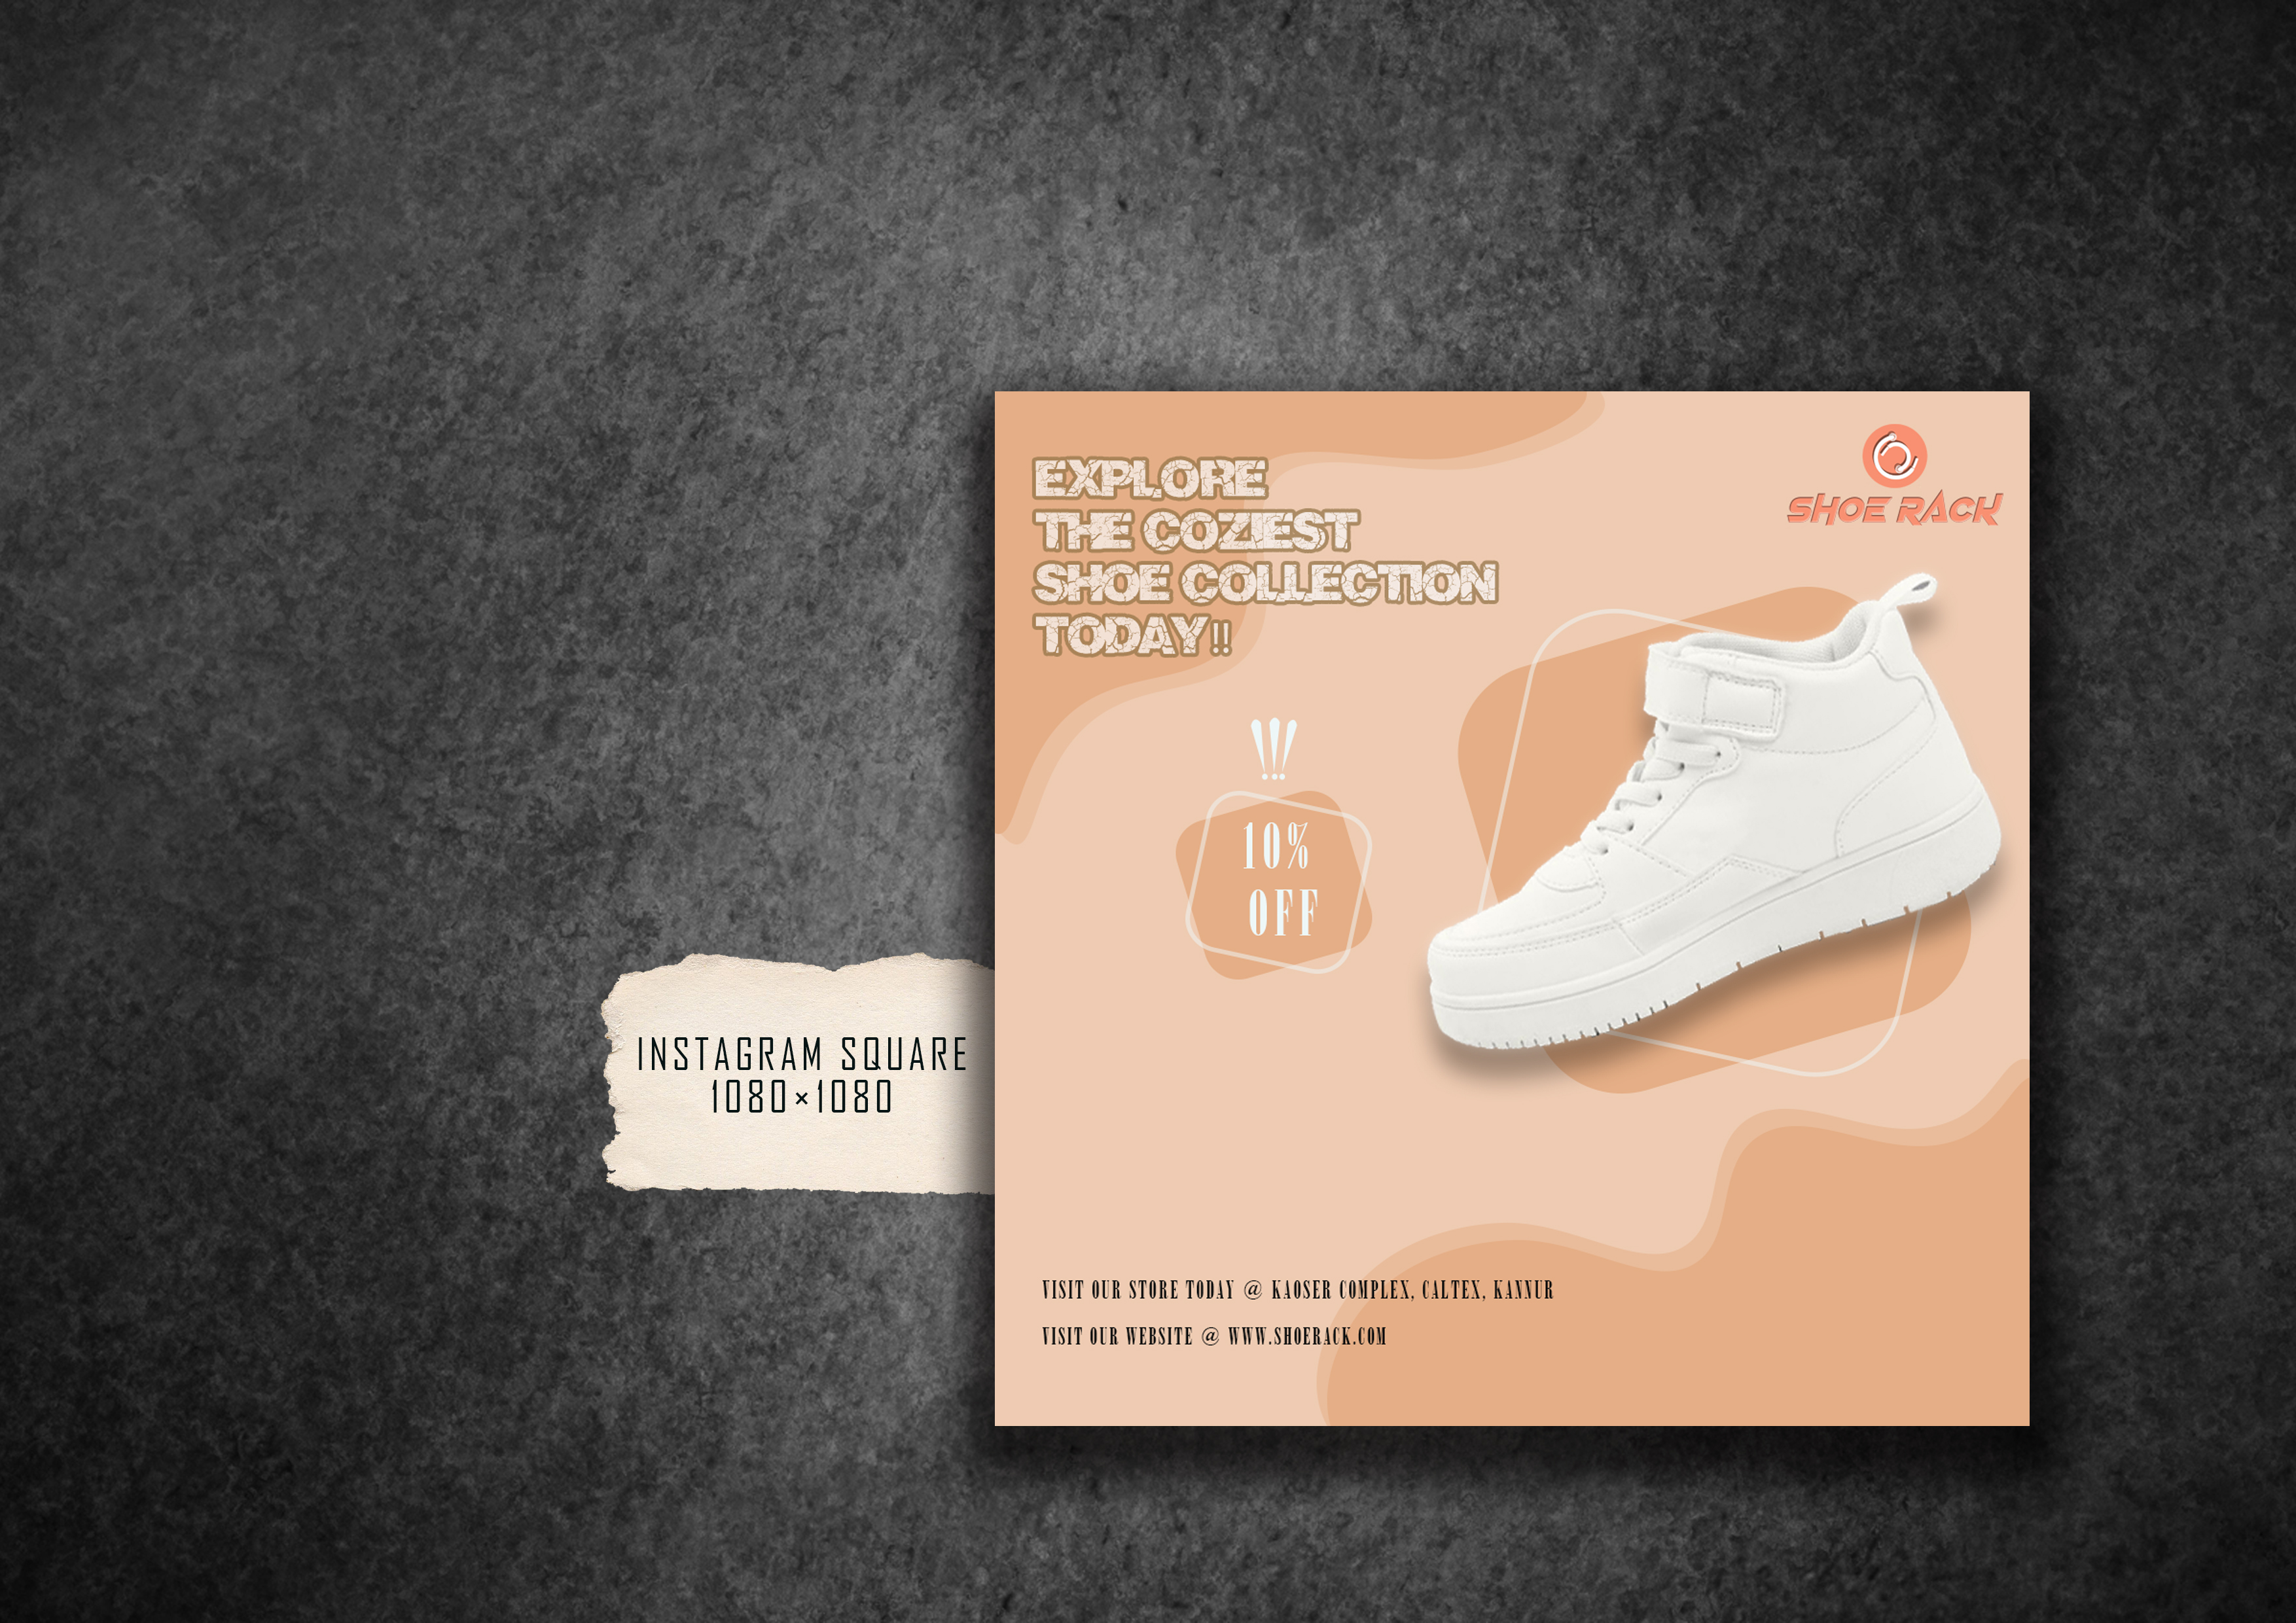 EXPLORE
THE COZIEST
SHOE COLLECTION
TODAY!!
SHOE RACK
!!!
10%
OFF
INSTAGRAM SQUARE
1080×1080
VISIT OUR STORE TODAY @ KAOSER COMPLEX, CALTEX, KANNUR
VISIT OUR WEBSITE @ WWW.SHOERACK.COM